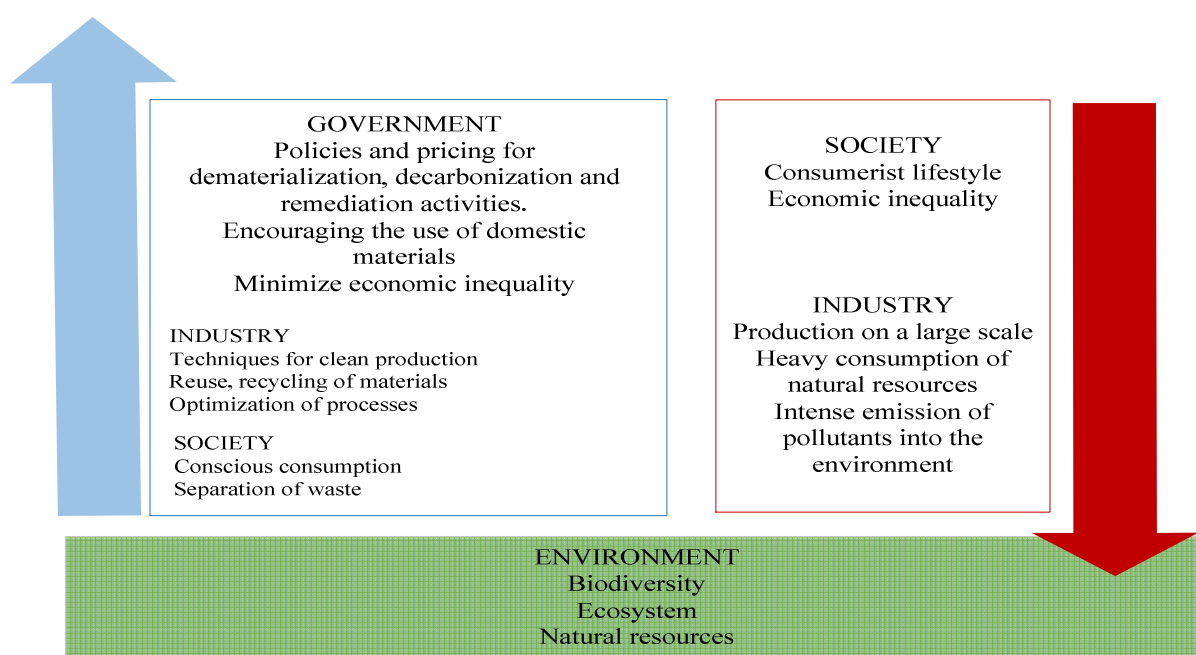 GOVERNMENT
Policies and pricing for
dematerialization, decarbonization and
remediation activities.
Encouraging the use of domestic
materials
Minimize economic inequality
INDUSTRY
Techniques for clean production
Reuse, recycling of materials
Optimization of processes
SOCIETY
Conscious consumption
Separation of waste
SOCIETY
Consumerist lifestyle
Economic inequality
INDUSTRY
Production on a large scale
Heavy consumption of
natural resources
Intense emission of
pollutants into the
environment
ENVIRONMENT
Biodiversity
Ecosystem
Natural resources